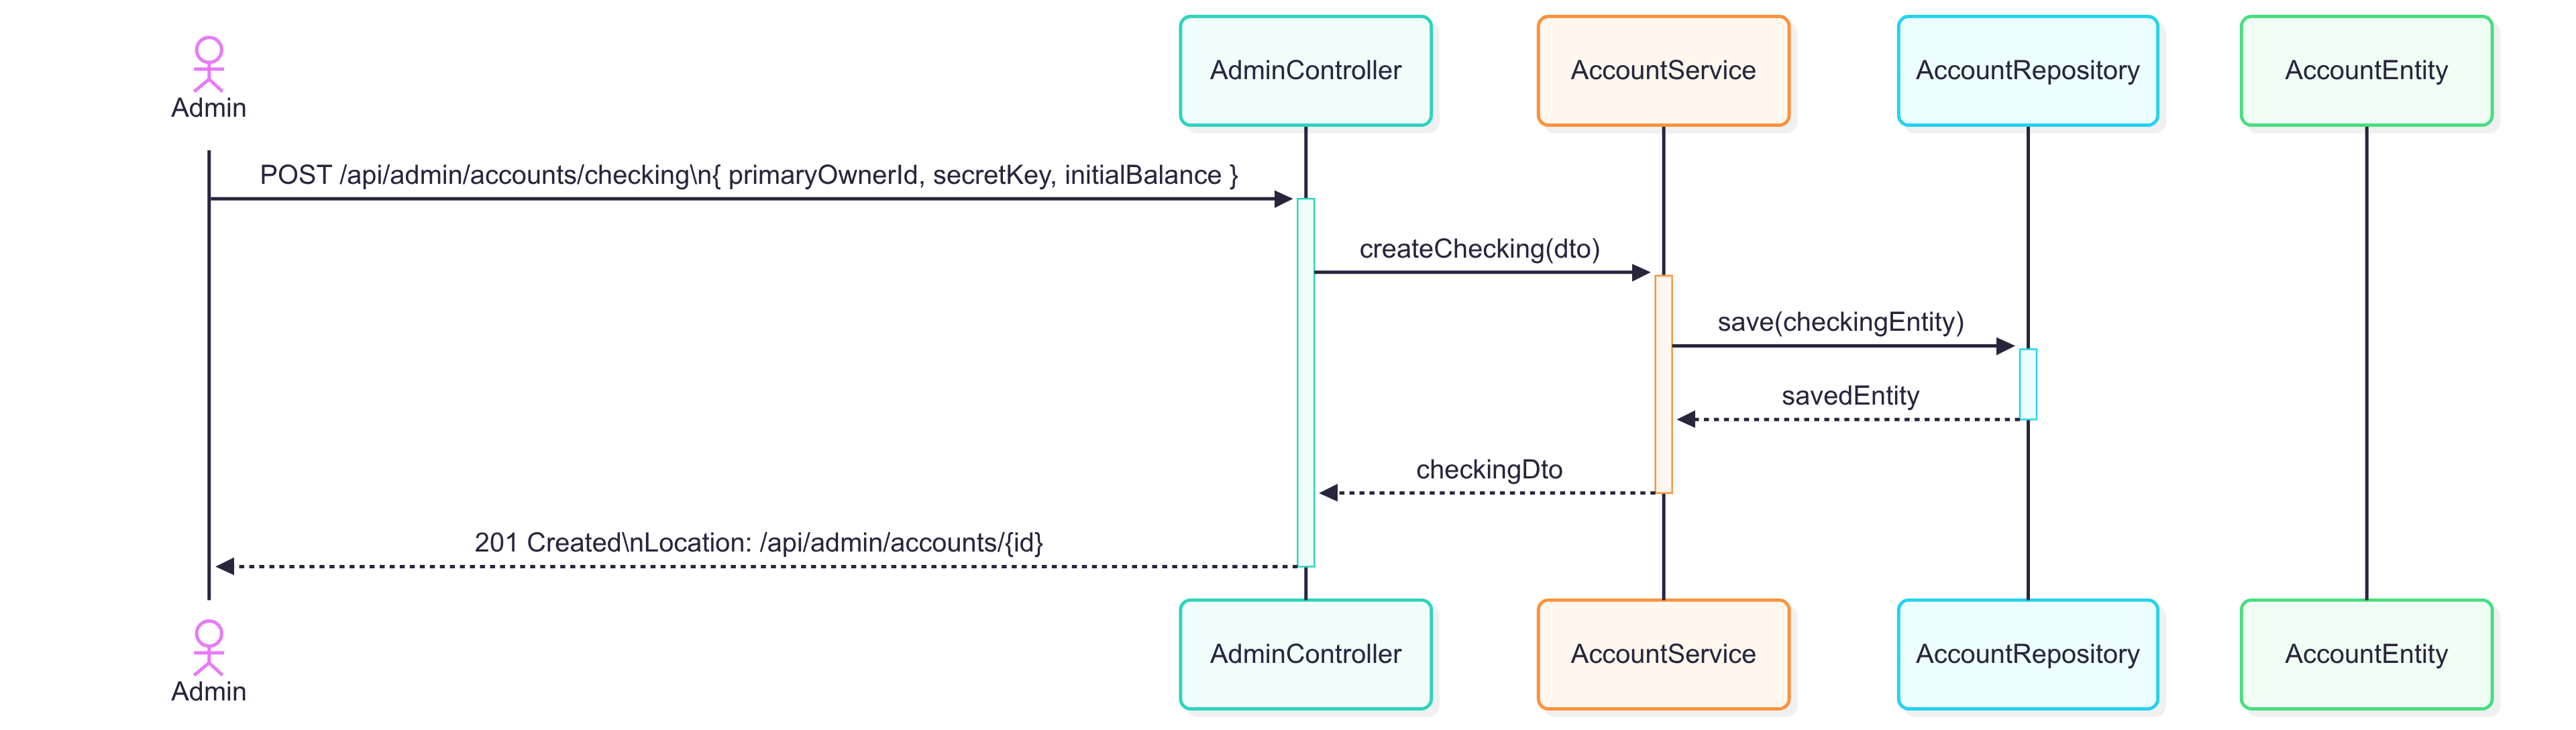 Admin
AdminController
AccountService
AccountRepository
AccountEntity
POST /api/admin/accounts/checking\n{ primaryOwnerId, secretKey, initialBalance }
createChecking(dto)
save(checkingEntity)
savedEntity
checkingDto
201 Created\nLocation: /api/admin/accounts/{id}
Admin
AdminController
AccountService
AccountRepository
AccountEntity